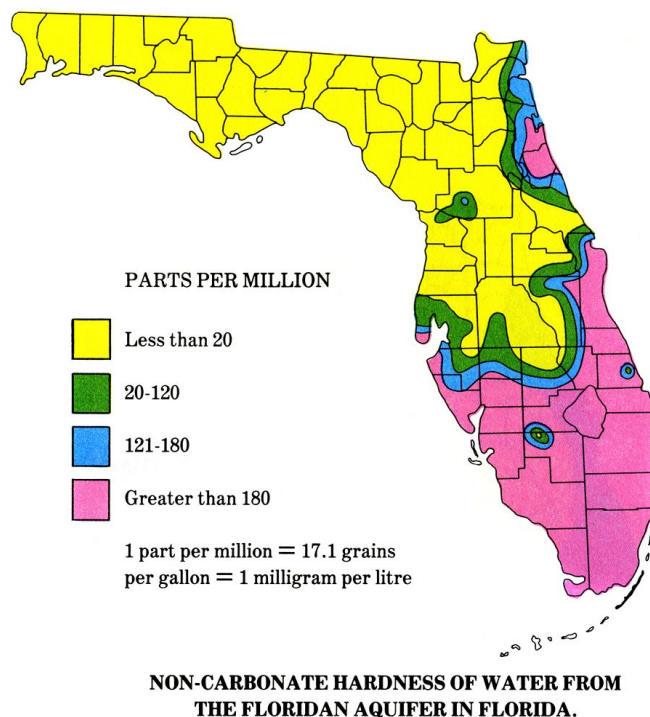 PARTS PER MILLION
Less than 20
20-120
121-180
Greater than 180
1 part per million = 17.1 grains
per gallon = 1 milligram per litre
NON-CARBONATE HARDNESS OF WATER FROM
THE FLORIDAN AQUIFER IN FLORIDA.